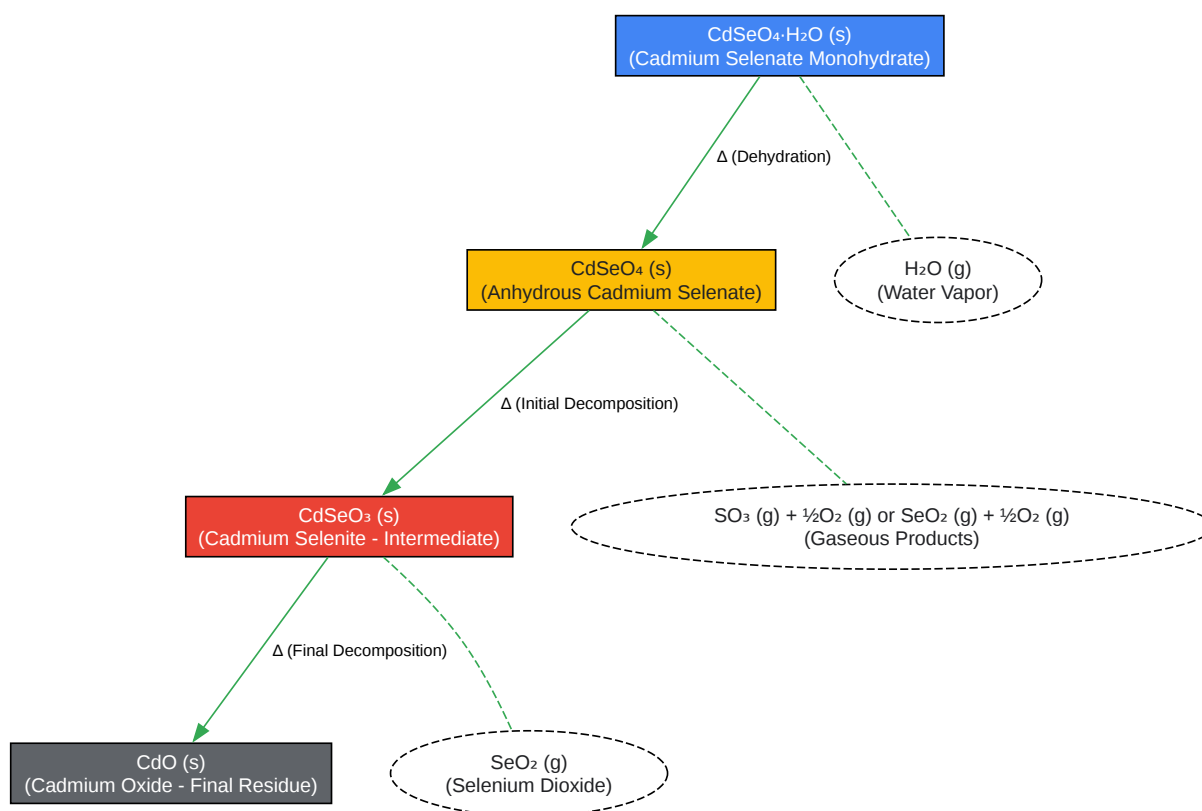 CdSeO₄·H₂O (s)
(Cadmium Selenate Monohydrate)
Δ (Dehydration)
CdSeO₄ (s)
(Anhydrous Cadmium Selenate)
H₂O (g)
(Water Vapor)
Δ (Initial Decomposition)
CdSeO₃ (s)
(Cadmium Selenite - Intermediate)
SO₃ (g) + ½O₂ (g) or SeO₂ (g) + ½O₂ (g)
(Gaseous Products)
Δ (Final Decomposition)
CdO (s)
(Cadmium Oxide - Final Residue)
SeO₂ (g)
(Selenium Dioxide)